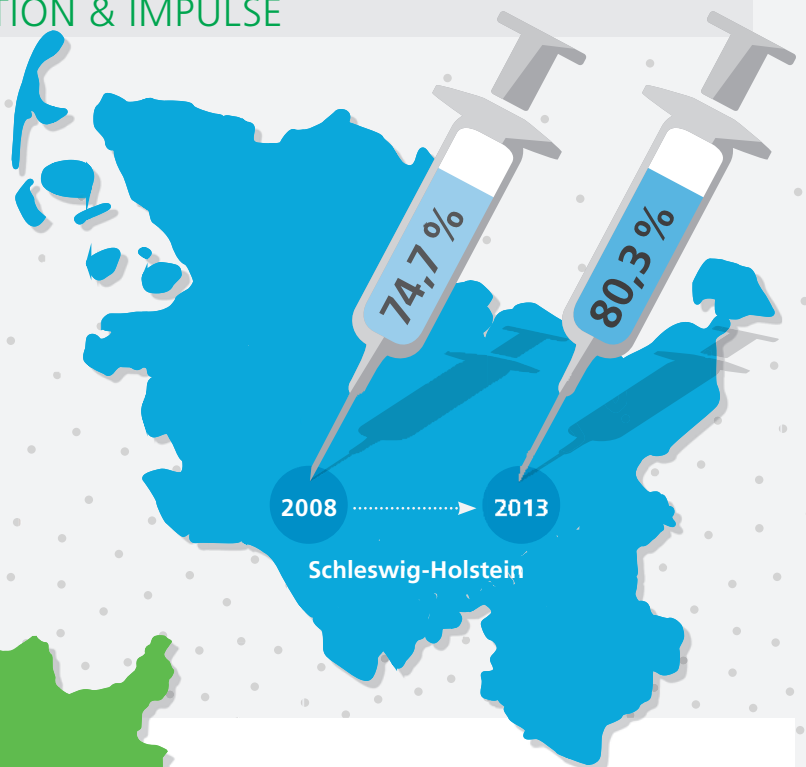 TION & IMPULSE
74,7 %
80,3 %
2008
2013
Schleswig-Holstein